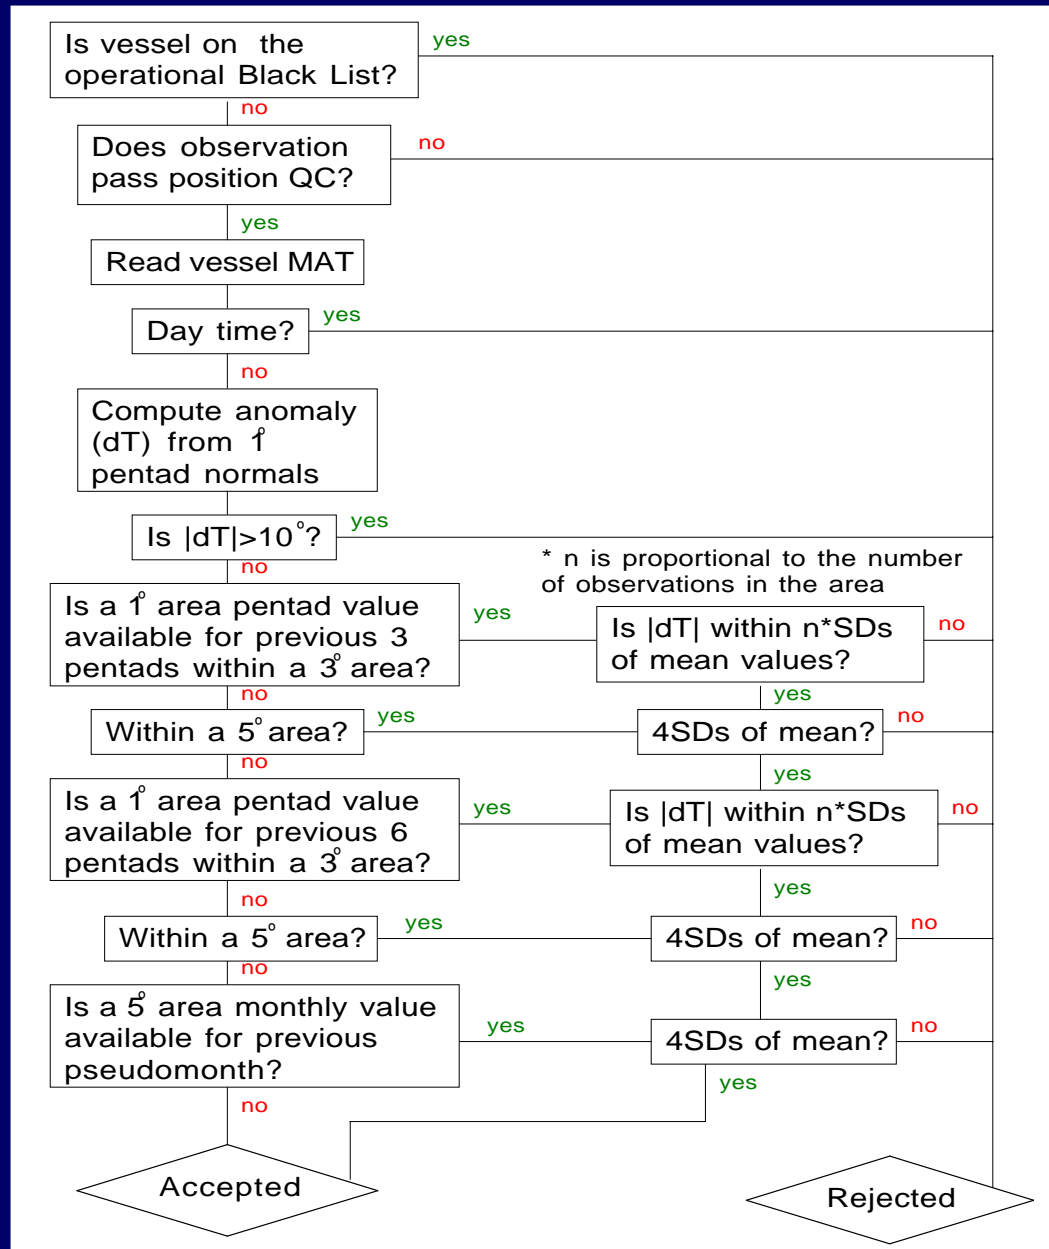 Is vessel on the
operational Black List?
yes
no
Does observation
pass position QC?
no
yes
Read vessel MAT
Day time?
yes
no
Compute anomaly
(dT) from 1°
pentad normals
Is |dT|>10°?
yes
no
* n is proportional to the number
of observations in the area
Is a 1° area pentad value
available for previous 3
pentads within a 3° area?
yes
Is |dT| within n*SDs
of mean values?
no
no
yes
Within a 5° area?
yes
4SDs of mean?
no
no
yes
Is a 1° area pentad value
available for previous 6
pentads within a 3° area?
yes
Is |dT| within n*SDs
of mean values?
no
no
yes
Within a 5° area?
yes
4SDs of mean?
no
no
yes
Is a 5° area monthly value
available for previous
pseudomonth?
yes
4SDs of mean?
no
no
yes
Accepted
Rejected